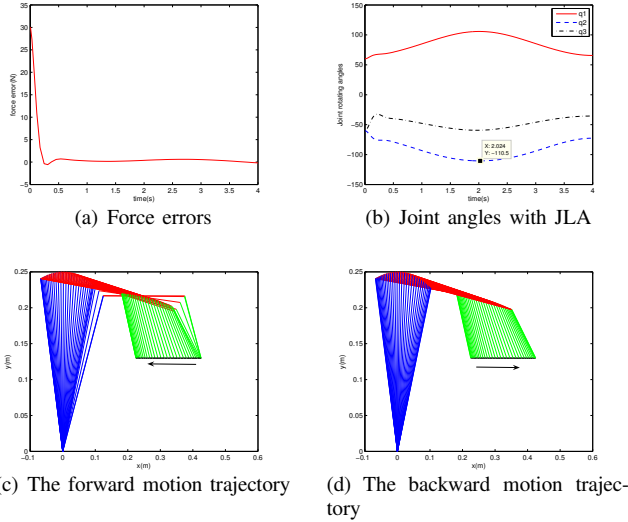 35
30
25
20
15
10
5
0
−5
0 0.5 1 1.5 2 2.5 3 3.5 4
time(s)
force error(N)
(a) Force errors
150
100
50
0
−50
−100
−150
0 0.5 1 1.5 2 2.5 3 3.5 4
time(s)
Joint rotating angles
q1
q2
q3
X: 2.024
Y: −110.5
(b) Joint angles with JLA
0.25
0.2
0.15
0.1
0.05
0
−0.1 0 0.1 0.2 0.3 0.4 0.5 0.6
x(m)
y(m)
(c) The forward motion trajectory
0.25
0.2
0.15
0.1
0.05
0
−0.1 0 0.1 0.2 0.3 0.4 0.5 0.6
x(m)
y(m)
(d) The backward motion trajec-
tory